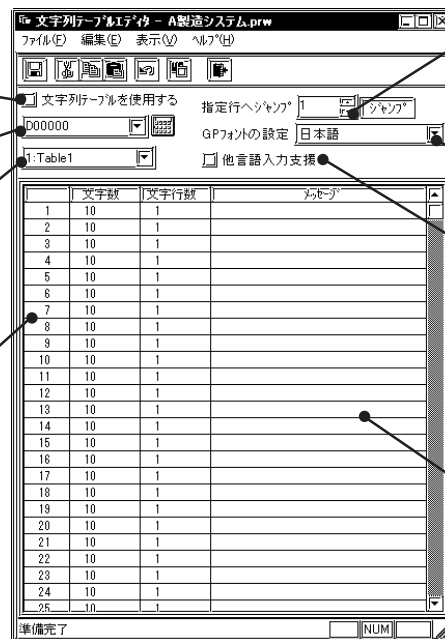 文字列テーブルエディタ - A製造システム.prw
ファイル(F) 編集(E) 表示(V) ヘルプ(H)
文字列テーブルを使用する
指定行へジャンプ 1 ジャンプ
D00000
GPフォントの設定 日本語
1:Table1
他言語入力支援
文字数 文字行数 メッセージ
1 10 1
2 10 1
3 10 1
4 10 1
5 10 1
6 10 1
7 10 1
8 10 1
9 10 1
10 10 1
11 10 1
12 10 1
13 10 1
14 10 1
15 10 1
16 10 1
17 10 1
18 10 1
19 10 1
20 10 1
21 10 1
22 10 1
23 10 1
24 10 1
25 10 1
準備完了 NUM